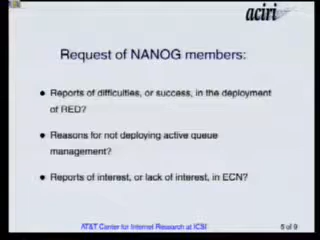 aciri
Request of NANOG members:
● Reports of difficulties, or success, in the deployment
of RED?
● Reasons for not deploying active queue
management?
● Reports of interest, or lack of interest, in ECN?
AT&T Center for Internet Research at ICSI
6 of 9